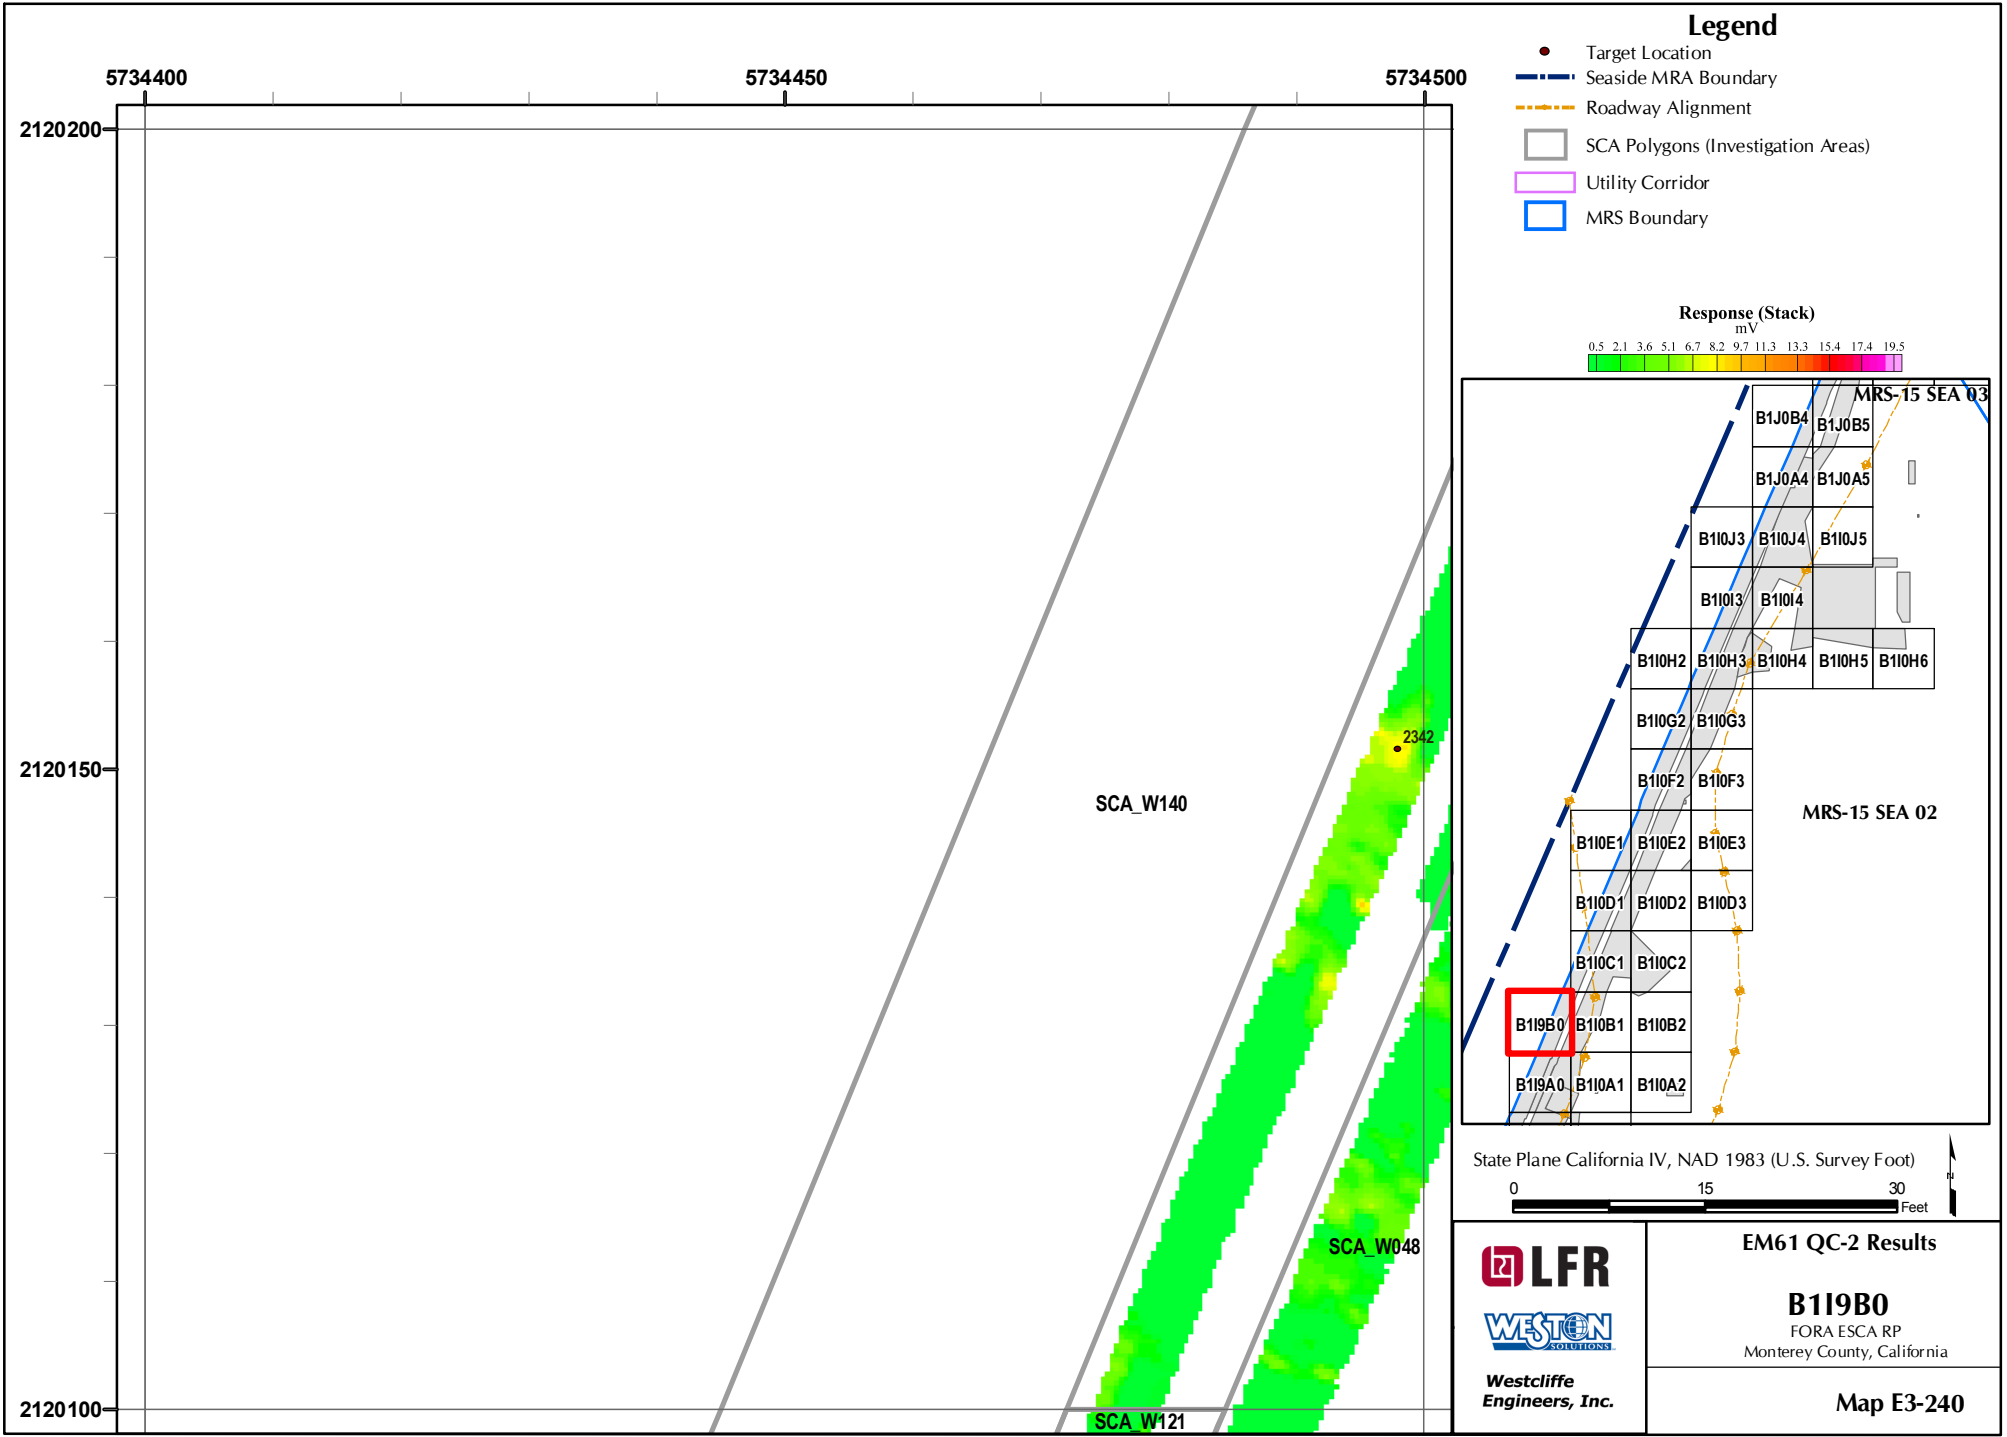 Legend
Target Location
Seaside MRA Boundary
Roadway Alignment
SCA Polygons (Investigation Areas)
Utility Corridor
MRS Boundary
5734400
5734450
5734500
2120200
2120150
2120100
2342
SCA_W140
SCA_W048
SCA_W121
Response (Stack)
mV
0.5 2.1 3.6 5.1 6.7 8.2 9.7 11.3 13.3 15.4 17.4 19.5
MRS-15 SEA 03
B1J0B4 B1J0B5
B1J0A4 B1J0A5
B1I0J3 B1I0J4 B1I0J5
B1I0I3 B1I0I4
B1I0H2 B1I0H3 B1I0H4 B1I0H5 B1I0H6
B1I0G2 B1I0G3
B1I0F2 B1I0F3
MRS-15 SEA 02
B1I0E1 B1I0E2 B1I0E3
B1I0D1 B1I0D2 B1I0D3
B1I0C1 B1I0C2
B1I9B0 B1I0B1 B1I0B2
B1I9A0 B1I0A1 B1I0A2
State Plane California IV, NAD 1983 (U.S. Survey Foot)
0 15 30
Feet
N
LFR
WESTON
SOLUTIONS
Westcliffe
Engineers, Inc.
EM61 QC-2 Results
B1I9B0
FORA ESCA RP
Monterey County, California
Map E3-240